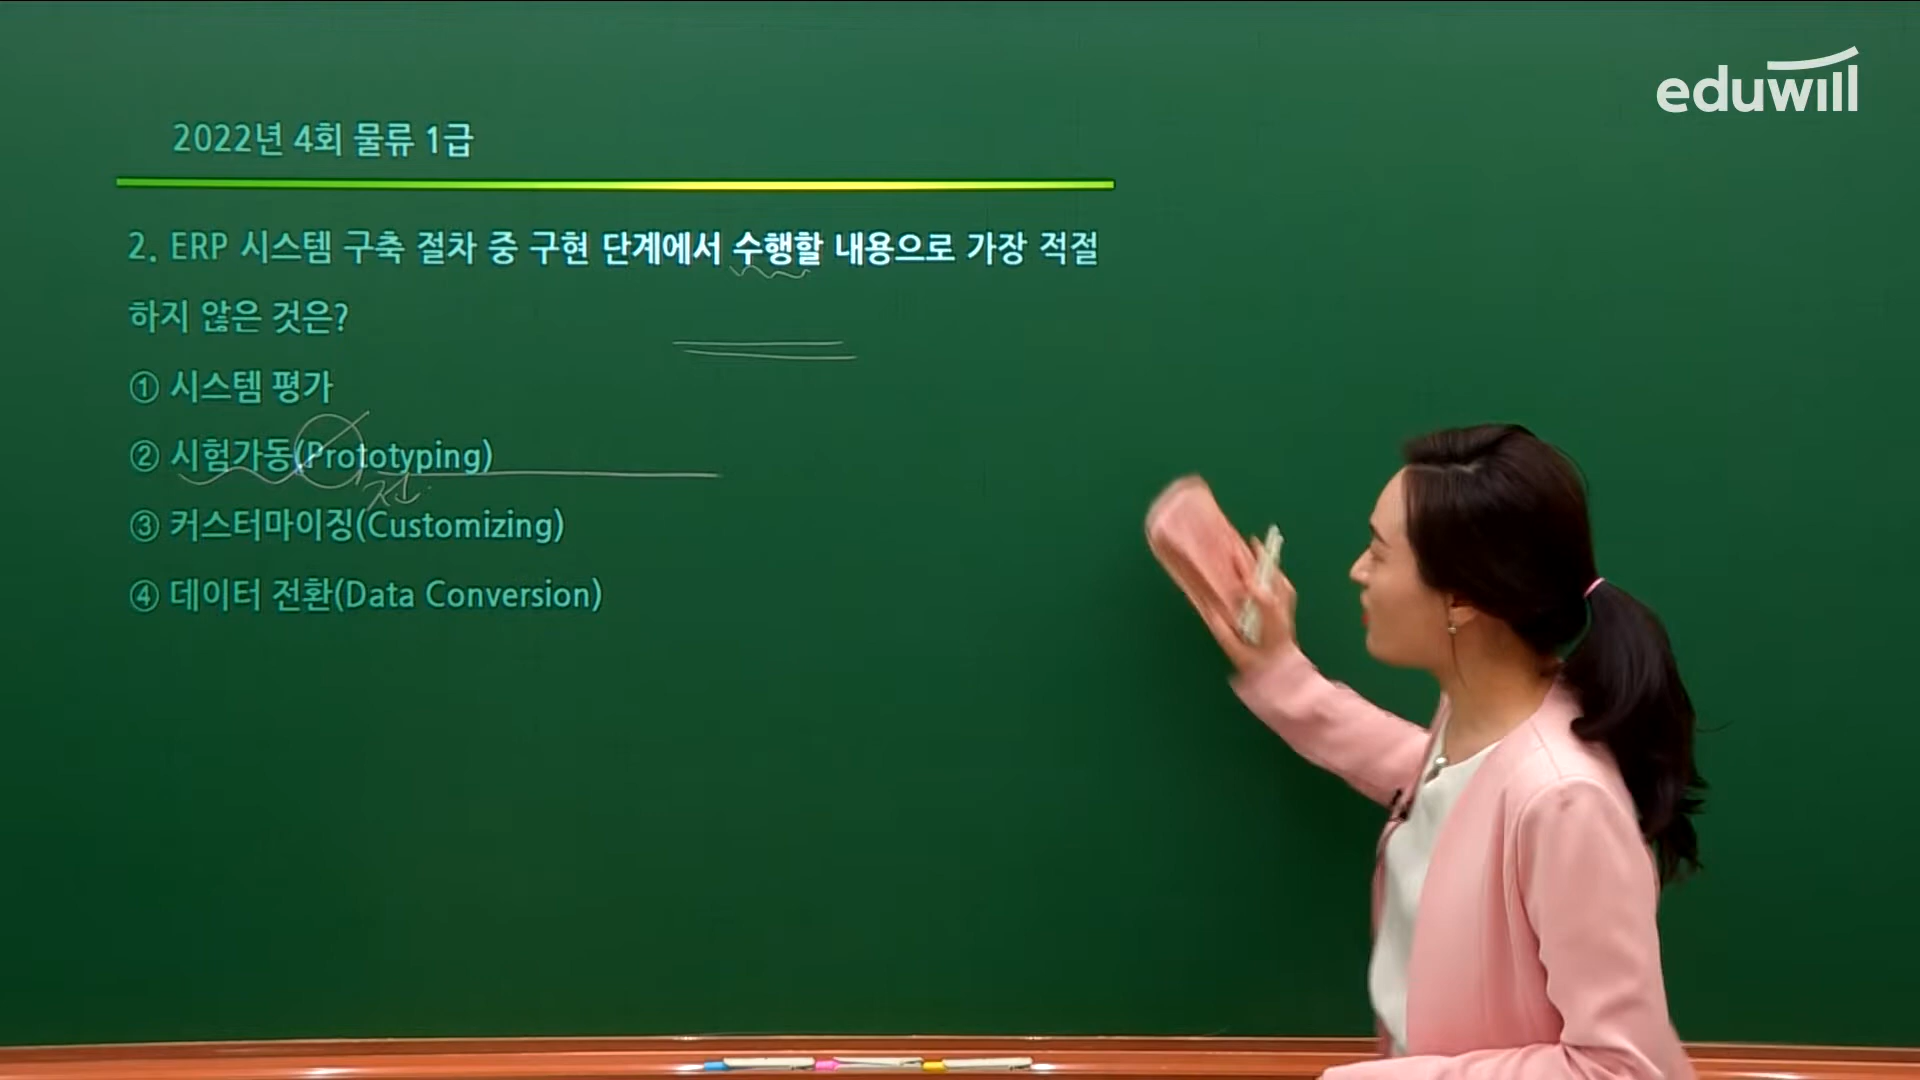 eduwill
2022년 4회 물류 1급
2. ERP 시스템 구축 절차 중 구현 단계에서 수행할 내용으로 가장 적절
하지 않은 것은?
① 시스템 평가
② 시험가동(Prototyping)
전
③ 커스터마이징(Customizing)
④ 데이터 전환(Data Conversion)